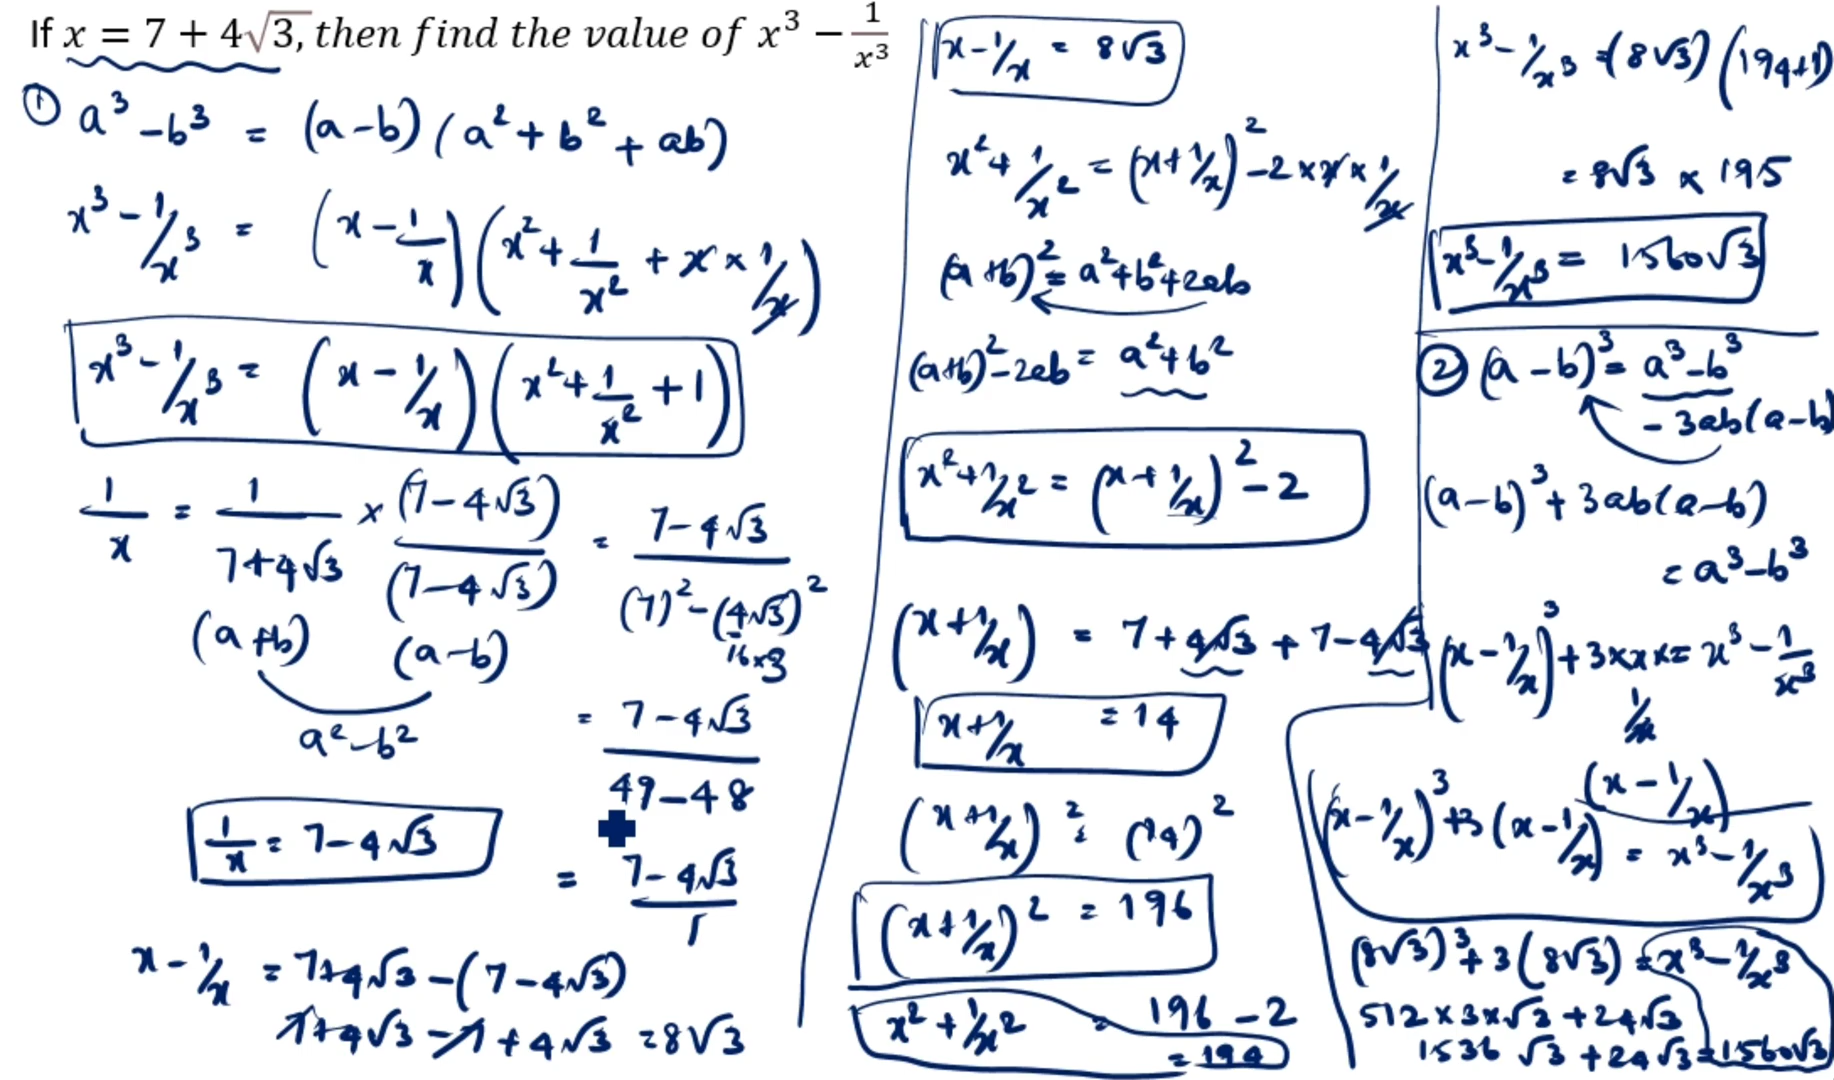 If x = 7 + 4√3, then find the value of x³ − 1/x³
① a³ - b³ = (a-b) (a² + b² + ab)
x³ - 1/x³ = (x - 1/x) (x² + 1/x² + x × 1/x)
x³ - 1/x³ = (x - 1/x) (x² + 1/x² + 1)
1/x = 1/(7+4√3) × (7-4√3)/(7-4√3) = (7-4√3)/((7)² - (4√3)²)
16×3
(a+b) (a-b)
a² - b²
= (7-4√3)/(49-48)
1/x = 7-4√3
= (7-4√3)/1
x - 1/x = 7+4√3 - (7-4√3)
7+4√3 - 7 + 4√3 = 8√3
x - 1/x = 8√3
x² + 1/x² = (x + 1/x)² - 2 × x × 1/x
(a+b)² = a² + b² + 2ab
(a+b)² - 2ab = a² + b²
x² + 1/x² = (x + 1/x)² - 2
(x + 1/x) = 7 + 4√3 + 7 - 4√3
x + 1/x = 14
(x + 1/x)² = (14)²
(x + 1/x)² = 196
x² + 1/x² = 196 - 2
= 194
x³ - 1/x³ = (8√3) (194+1)
= 8√3 × 195
x³ - 1/x³ = 1560√3
② (a-b)³ = a³ - b³
- 3ab(a-b)
(a-b)³ + 3ab(a-b)
= a³ - b³
(x - 1/x)³ + 3×x× = x³ - 1/x³
1/x
(x - 1/x)
(x - 1/x)³ + 3(x - 1/x) = x³ - 1/x³
(8√3)³ + 3(8√3) = x³ - 1/x³
512×3×√3 + 24√3
1536√3 + 24√3 = 1560√3